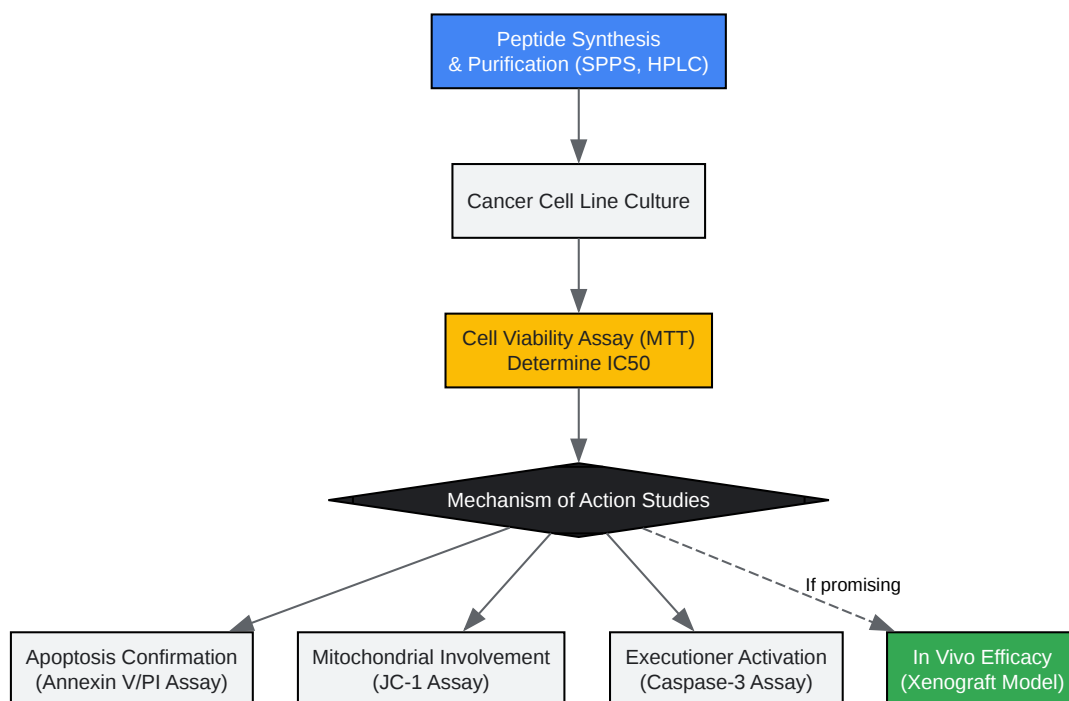 Peptide Synthesis
& Purification (SPPS, HPLC)
Cancer Cell Line Culture
Cell Viability Assay (MTT)
Determine IC50
Mechanism of Action Studies
If promising
Apoptosis Confirmation
(Annexin V/PI Assay)
Mitochondrial Involvement
(JC-1 Assay)
Executioner Activation
(Caspase-3 Assay)
In Vivo Efficacy
(Xenograft Model)